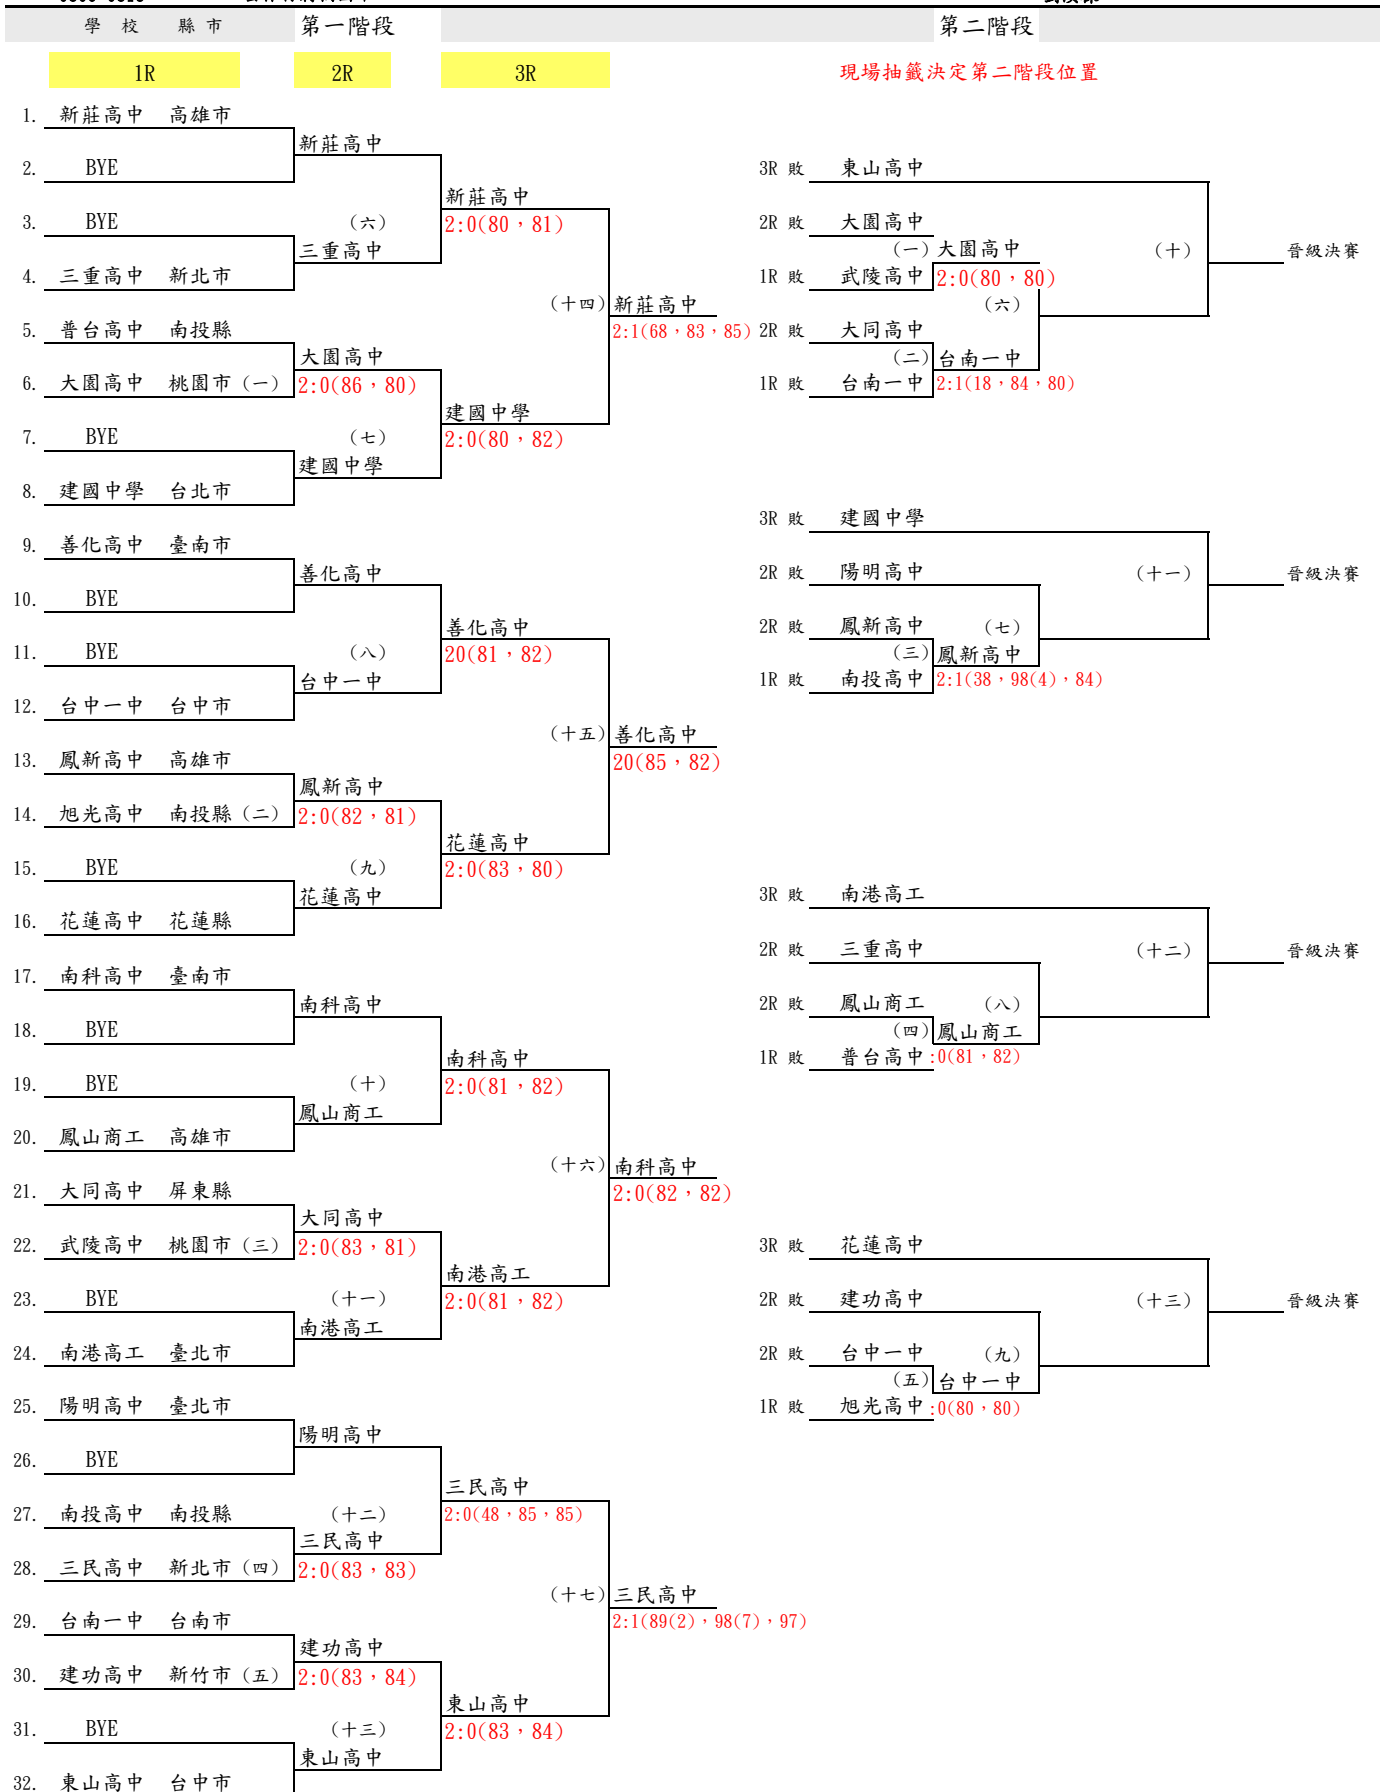 學 校 縣市 第一階段 第二階段
1R 2R 3R 現場抽籤決定第二階段位置
1. 新莊高中 高雄市
新莊高中
2. BYE 3R 敗 東山高中
新莊高中
3. BYE (六) 2:0(80，81) 2R 敗 大園高中
三重高中 (一) 大園高中 (十) 晉級決賽
4. 三重高中 新北市 1R 敗 武陵高中 2:0(80，80)
(十四) 新莊高中 (六)
5. 普台高中 南投縣 2:1(68，83，85) 2R 敗 大同高中
大園高中 (二) 台南一中
6. 大園高中 桃園市 (一) 2:0(86，80) 1R 敗 台南一中 2:1(18，84，80)
建國中學
7. BYE (七) 2:0(80，82)
建國中學
8. 建國中學 台北市
3R 敗 建國中學
9. 善化高中 臺南市
善化高中 2R 敗 陽明高中 (十一) 晉級決賽
10. BYE
善化高中 2R 敗 鳳新高中 (七)
11. BYE (八) 20(81，82) (三) 鳳新高中
台中一中 1R 敗 南投高中 2:1(38，98(4)，84)
12. 台中一中 台中市
(十五) 善化高中
13. 鳳新高中 高雄市 20(85，82)
鳳新高中
14. 旭光高中 南投縣 (二) 2:0(82，81)
花蓮高中
15. BYE (九) 2:0(83，80)
花蓮高中 3R 敗 南港高工
16. 花蓮高中 花蓮縣
2R 敗 三重高中 (十二) 晉級決賽
17. 南科高中 臺南市
南科高中 2R 敗 鳳山商工 (八)
18. BYE (四) 鳳山商工
南科高中 1R 敗 普台高中 :0(81，82)
19. BYE (十) 2:0(81，82)
鳳山商工
20. 鳳山商工 高雄市
(十六) 南科高中
21. 大同高中 屏東縣 2:0(82，82)
大同高中
22. 武陵高中 桃園市 (三) 2:0(83，81) 3R 敗 花蓮高中
南港高工
23. BYE (十一) 2:0(81，82) 2R 敗 建功高中 (十三) 晉級決賽
南港高工
24. 南港高工 臺北市 2R 敗 台中一中 (九)
(五) 台中一中
25. 陽明高中 臺北市 1R 敗 旭光高中 :0(80，80)
陽明高中
26. BYE
三民高中
27. 南投高中 南投縣 (十二) 2:0(48，85，85)
三民高中
28. 三民高中 新北市 (四) 2:0(83，83)
(十七) 三民高中
29. 台南一中 台南市 2:1(89(2)，98(7)，97)
建功高中
30. 建功高中 新竹市 (五) 2:0(83，84)
東山高中
31. BYE (十三) 2:0(83，84)
東山高中
32. 東山高中 台中市